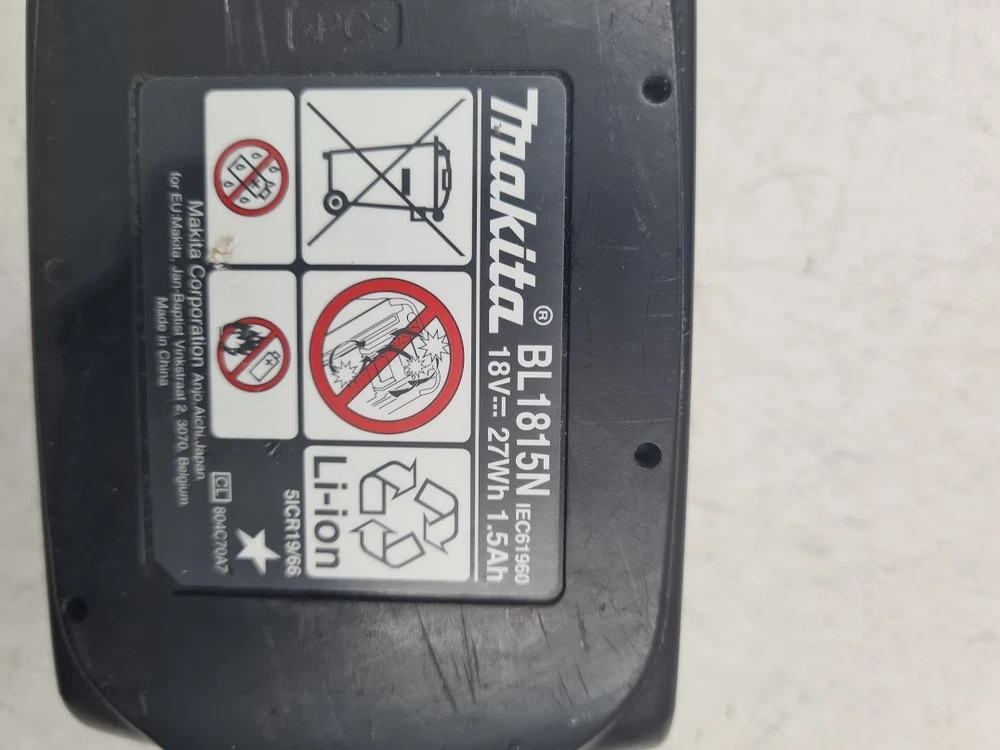 Makita® BL1815N IEC61960
18V 27Wh 1.5Ah
Li-ion
5ICR19/66
Makita Corporation Anjo,Aichi,Japan
for EU:Makita, Jan-Baptist Vinkstraat 2, 3070, Belgium
Made in China
CL 804C70A7